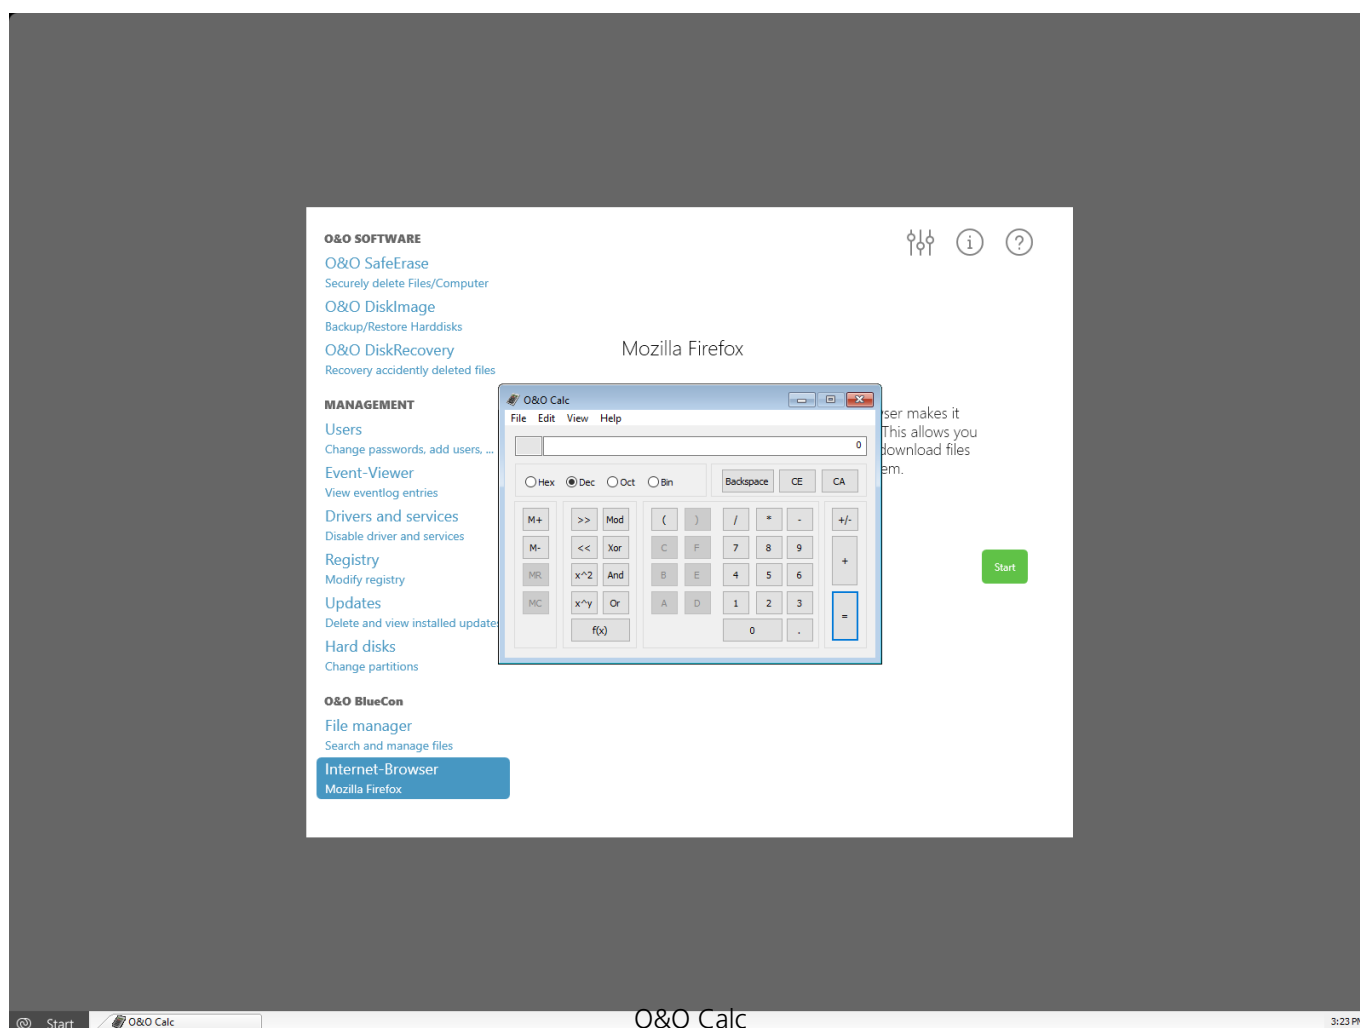 O&O SOFTWARE
O&O SafeErase
Securely delete Files/Computer
O&O DiskImage
Backup/Restore Harddisks
O&O DiskRecovery
Recovery accidently deleted files
MANAGEMENT
Users
Change passwords, add users, ...
Event-Viewer
View eventlog entries
Drivers and services
Disable driver and services
Registry
Modify registry
Updates
Delete and view installed updates
Hard disks
Change partitions
O&O BlueCon
File manager
Search and manage files
Internet-Browser
Mozilla Firefox
Mozilla Firefox
makes it
This allows you
download files
Start
O&O Calc
File Edit View Help
0
Hex Dec Oct Bin Backspace CE CA
M+ >> Mod ( ) / * - +/-
M- << Xor C F 7 8 9 +
MR x^2 And B E 4 5 6
MC x^y Or A D 1 2 3 =
f(x) 0 .
Start O&O Calc O&O Calc 3:23 PM